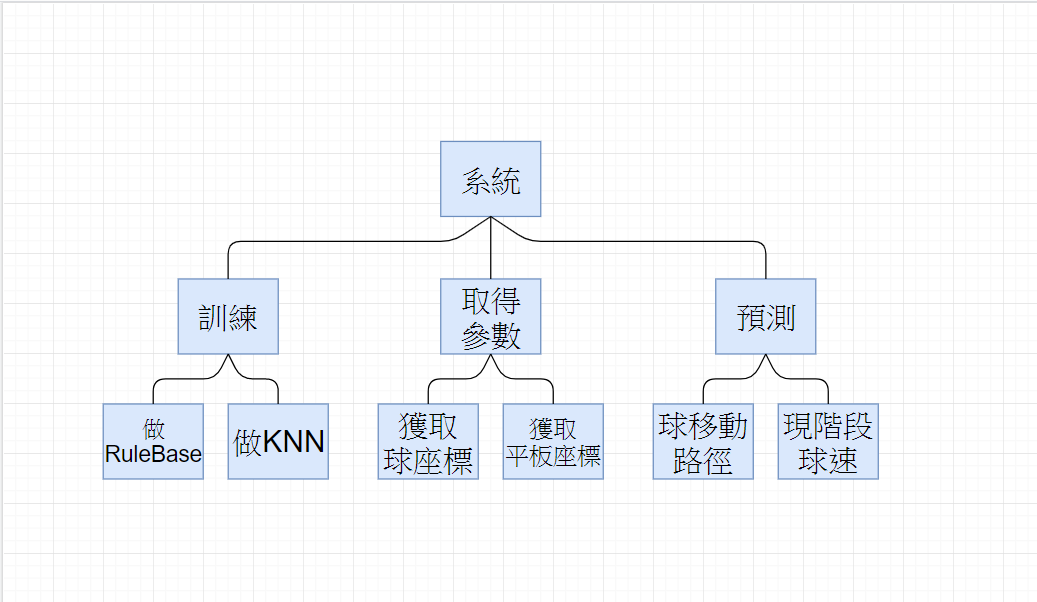 系統
訓練
取得
參數
預測
做
RuleBase
做KNN
獲取
球座標
獲取
平板座標
球移動
路徑
現階段
球速